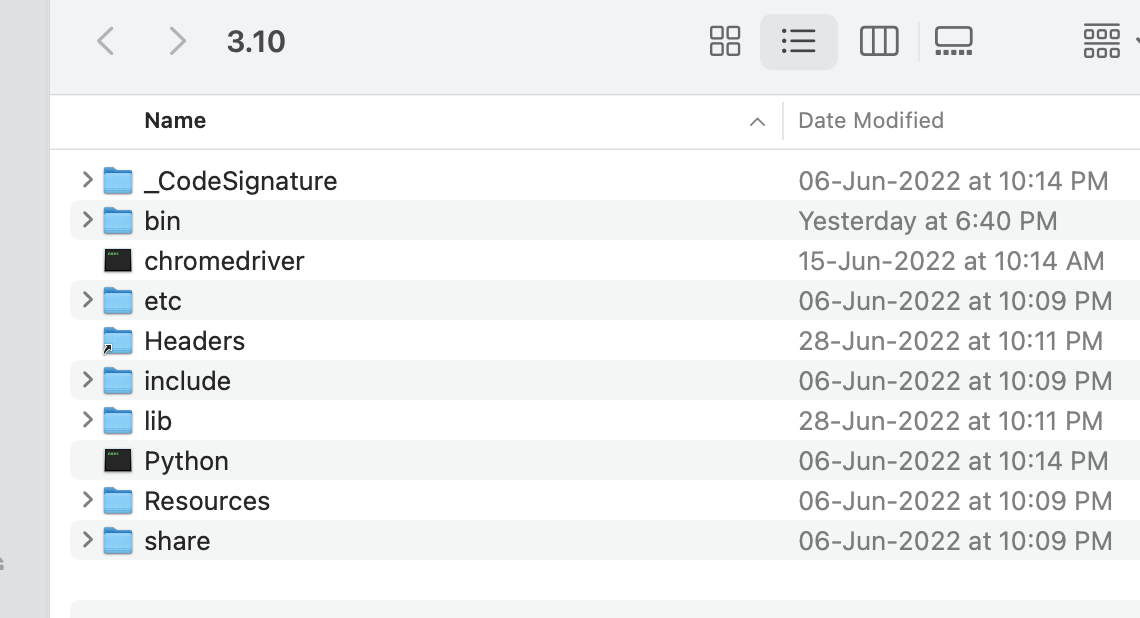 3.10
Name Date Modified
_CodeSignature 06-Jun-2022 at 10:14 PM
bin Yesterday at 6:40 PM
chromedriver 15-Jun-2022 at 10:14 AM
etc 06-Jun-2022 at 10:09 PM
Headers 28-Jun-2022 at 10:11 PM
include 06-Jun-2022 at 10:09 PM
lib 28-Jun-2022 at 10:11 PM
Python 06-Jun-2022 at 10:14 PM
Resources 06-Jun-2022 at 10:09 PM
share 06-Jun-2022 at 10:09 PM